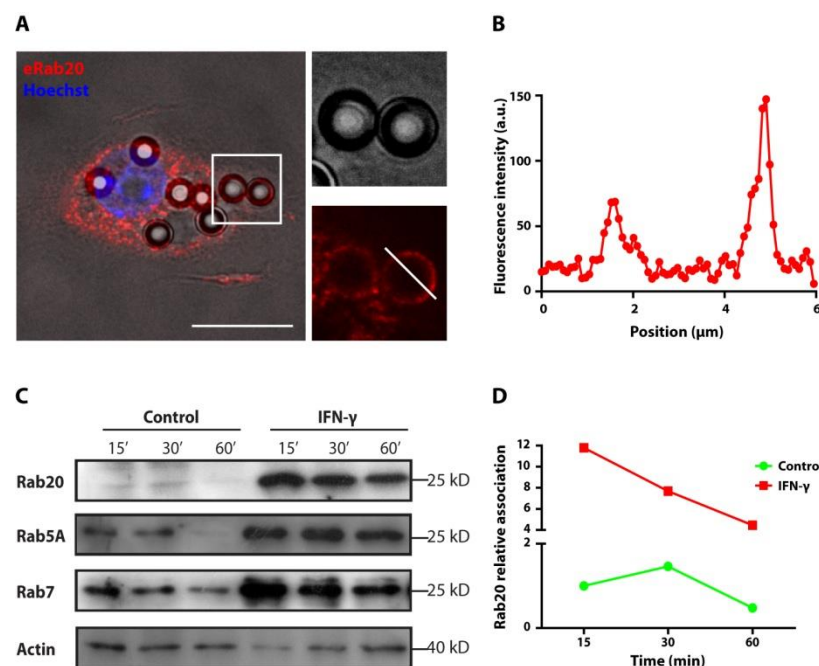 A
eRab20
Hoechst
B
Fluorescence intensity (a.u.)
150
100
50
0
0 2 4 6
Position (µm)
C
Control IFN-γ
15′ 30′ 60′ 15′ 30′ 60′
Rab20 25 kD
Rab5A 25 kD
Rab7 25 kD
Actin 40 kD
D
Rab20 relative association
12
10
8
6
4
2
0
15 30 60
Time (min)
Contro
IFN-γ